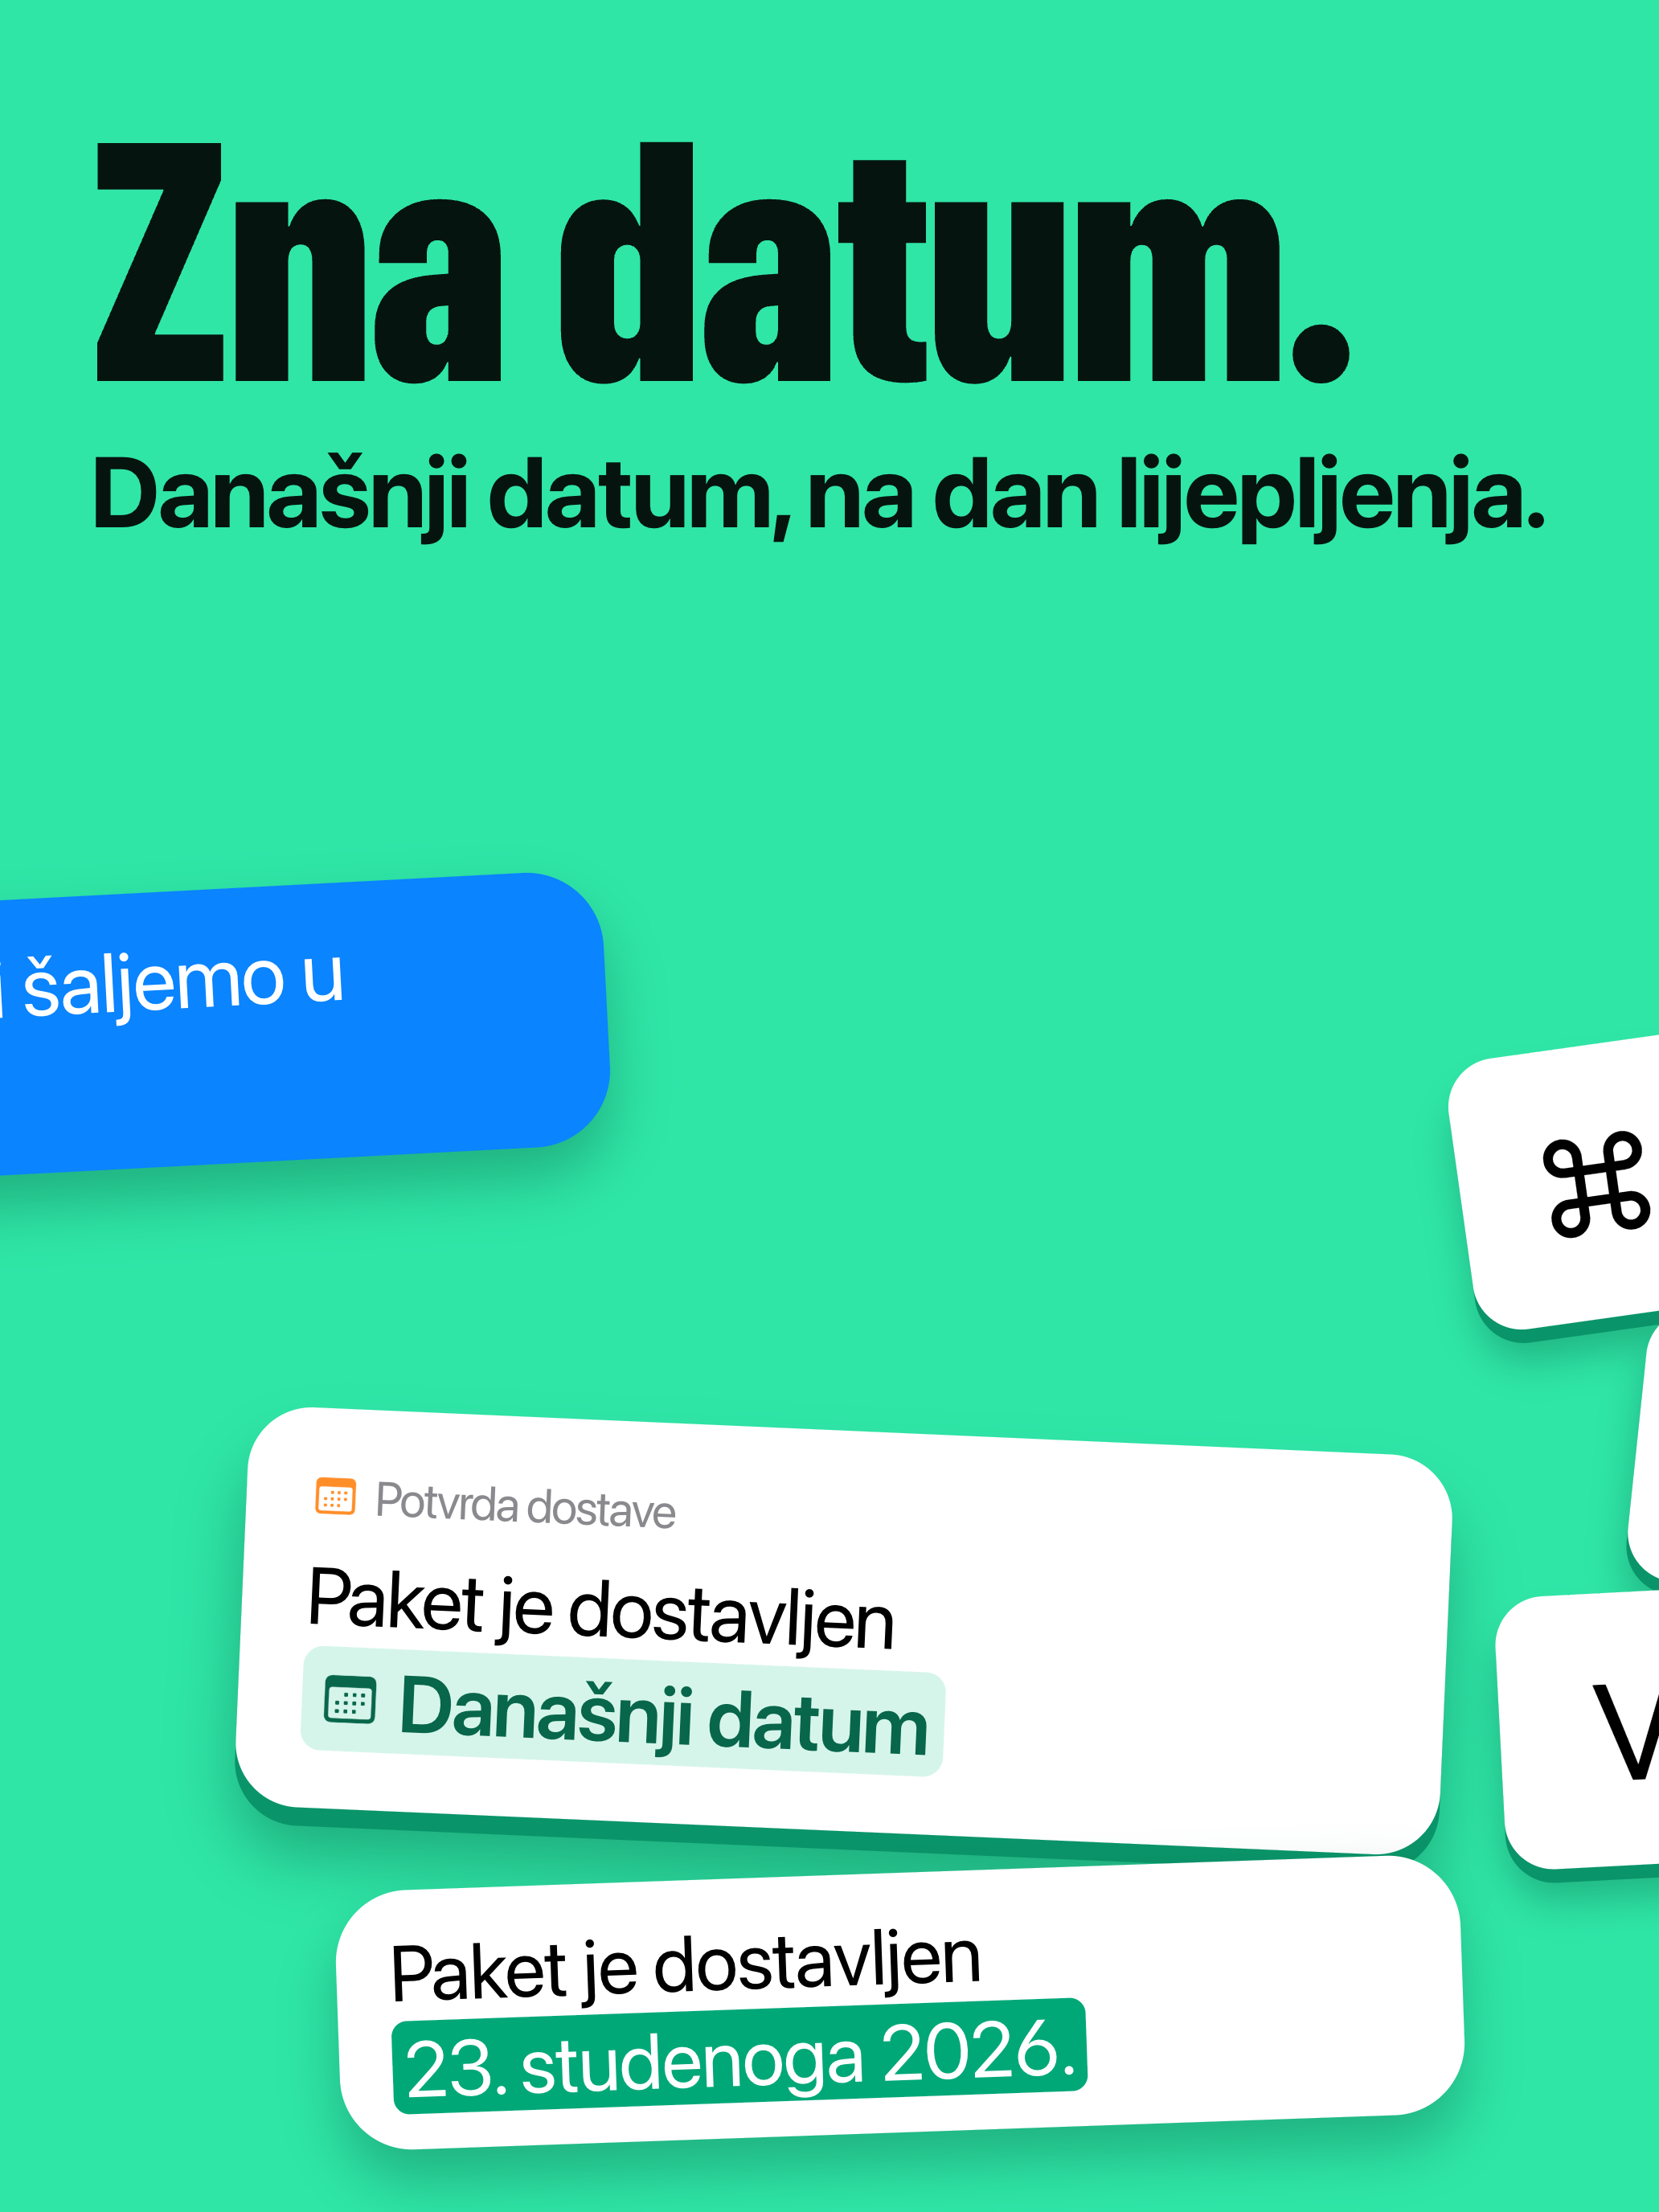 Zna datum.
Današnji datum, na dan lijepljenja.
šaljemo u
⌘
Potvrda dostave
Paket je dostavljen
Današnji datum
V
Paket je dostavljen
23. studenoga 2026.